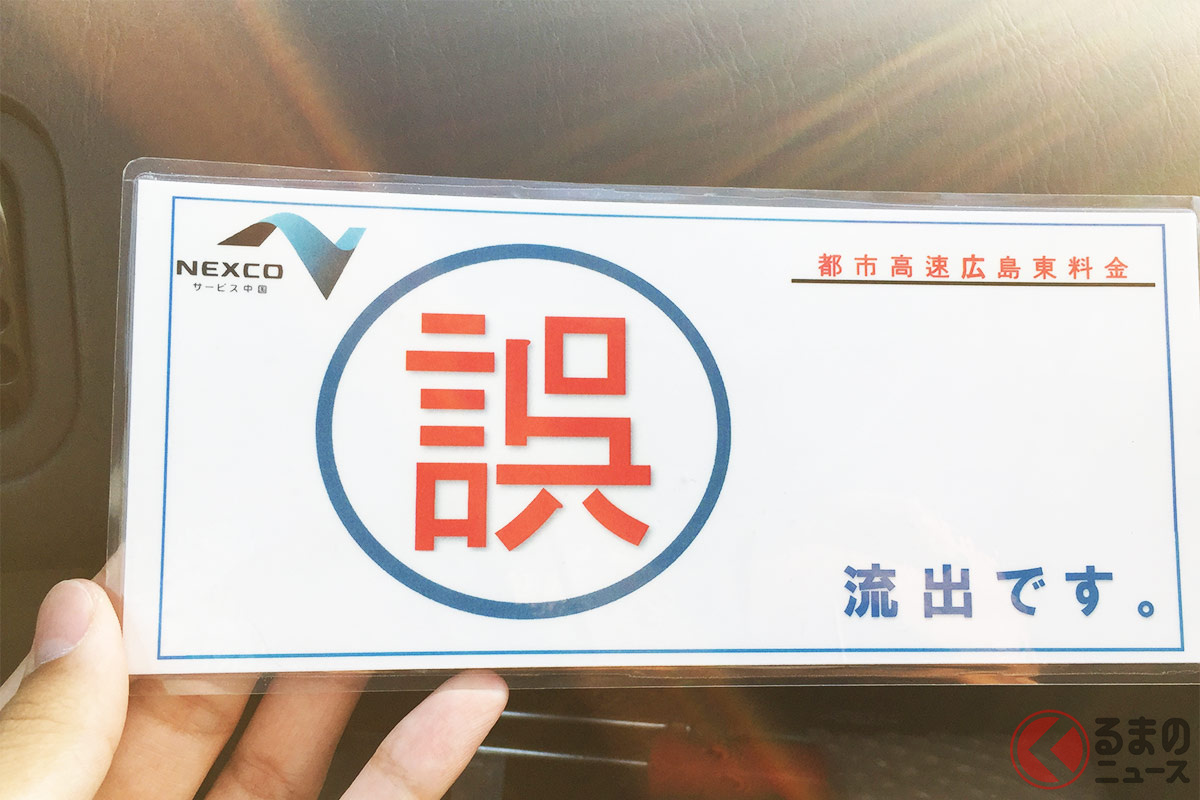 NEXCO
サービス中国
都市高速広島東料金
誤
流出です。
くるまの
ニュース